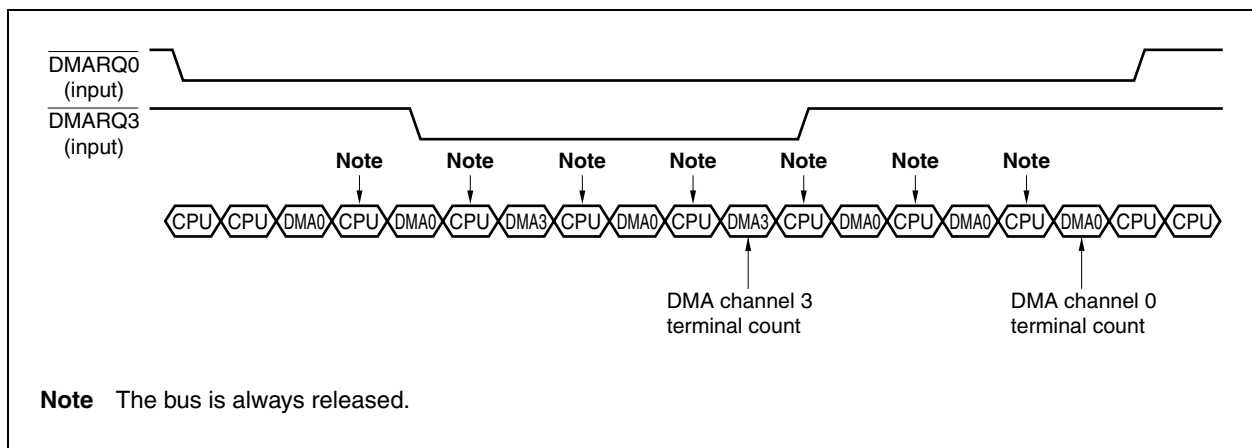 DMARQ0
(input)
DMARQ3
(input)
Note Note Note Note Note Note Note
CPU CPU DMA0 CPU DMA0 CPU DMA3 CPU DMA0 CPU DMA3 CPU DMA0 CPU DMA0 CPU DMA0 CPU CPU
DMA channel 3
terminal count
DMA channel 0
terminal count
Note The bus is always released.